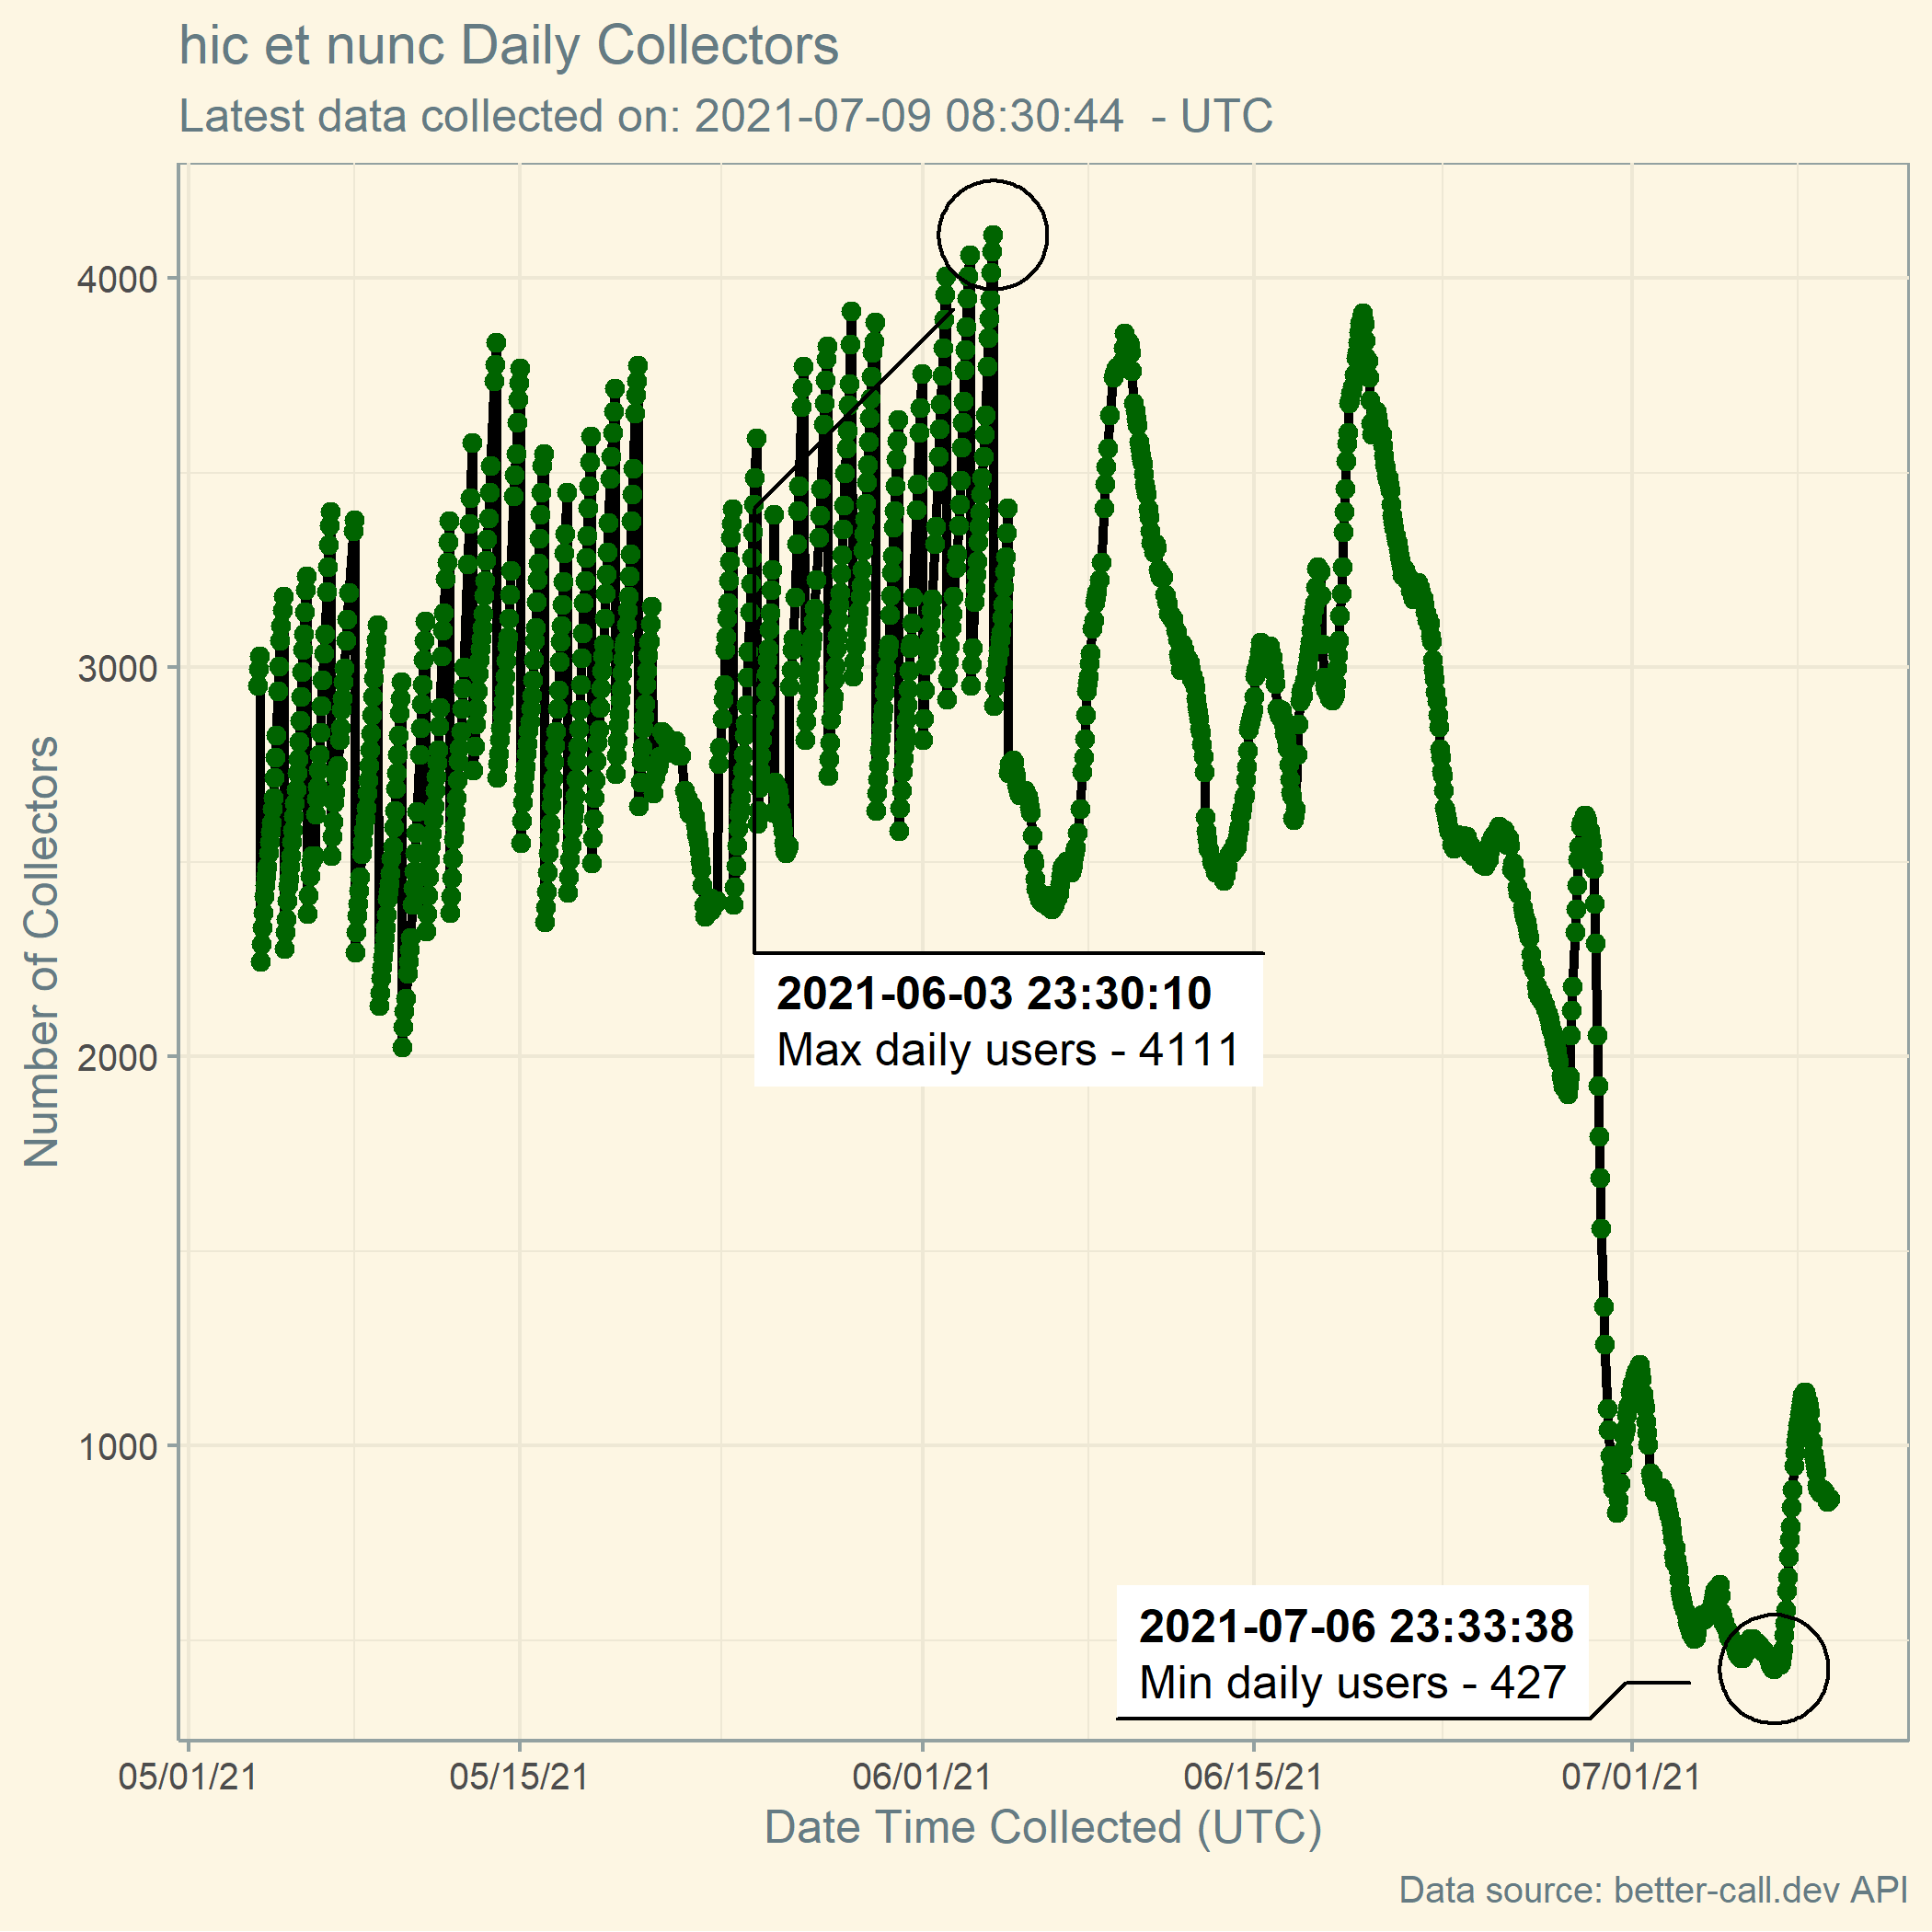 hic et nunc Daily Collectors
Latest data collected on: 2021-07-09 08:30:44  - UTC
Number of Collectors
4000
3000
2000
1000
2021-06-03 23:30:10
Max daily users - 4111
2021-07-06 23:33:38
Min daily users - 427
05/01/21
05/15/21
06/01/21
06/15/21
07/01/21
Date Time Collected (UTC)
Data source: better-call.dev API